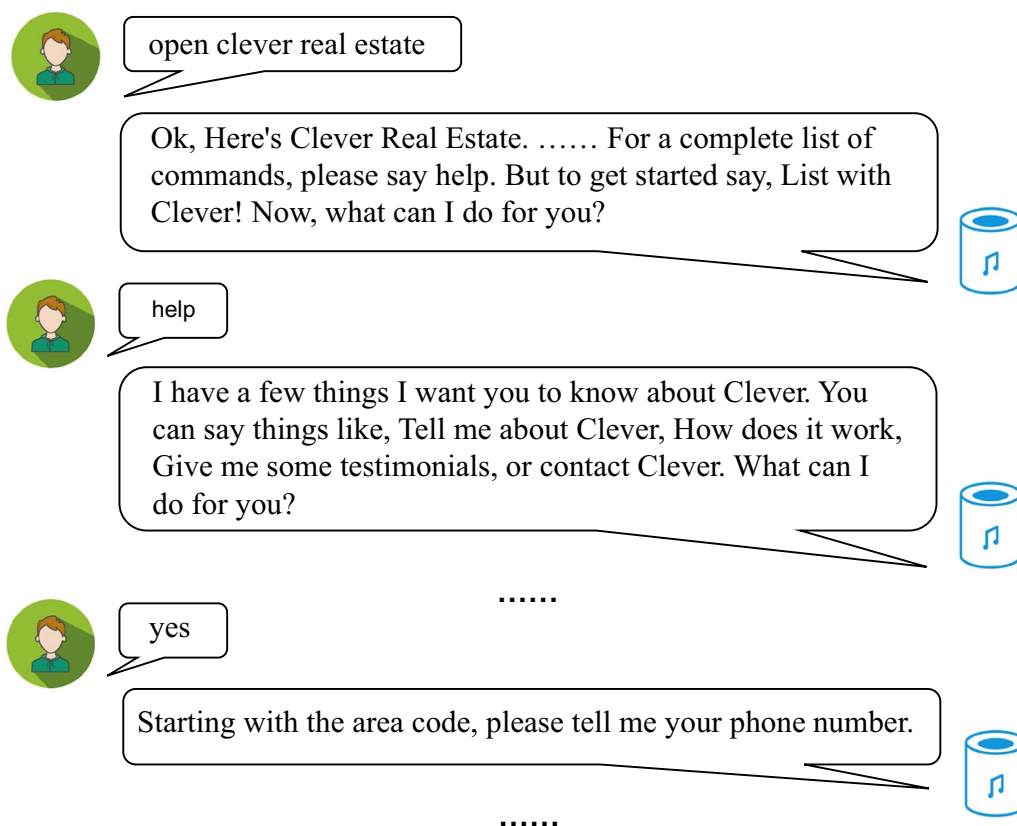 open clever real estate
Ok, Here's Clever Real Estate. …… For a complete list of
commands, please say help. But to get started say, List with
Clever! Now, what can I do for you?
help
I have a few things I want you to know about Clever. You
can say things like, Tell me about Clever, How does it work,
Give me some testimonials, or contact Clever. What can I
do for you?
……
yes
Starting with the area code, please tell me your phone number.
……